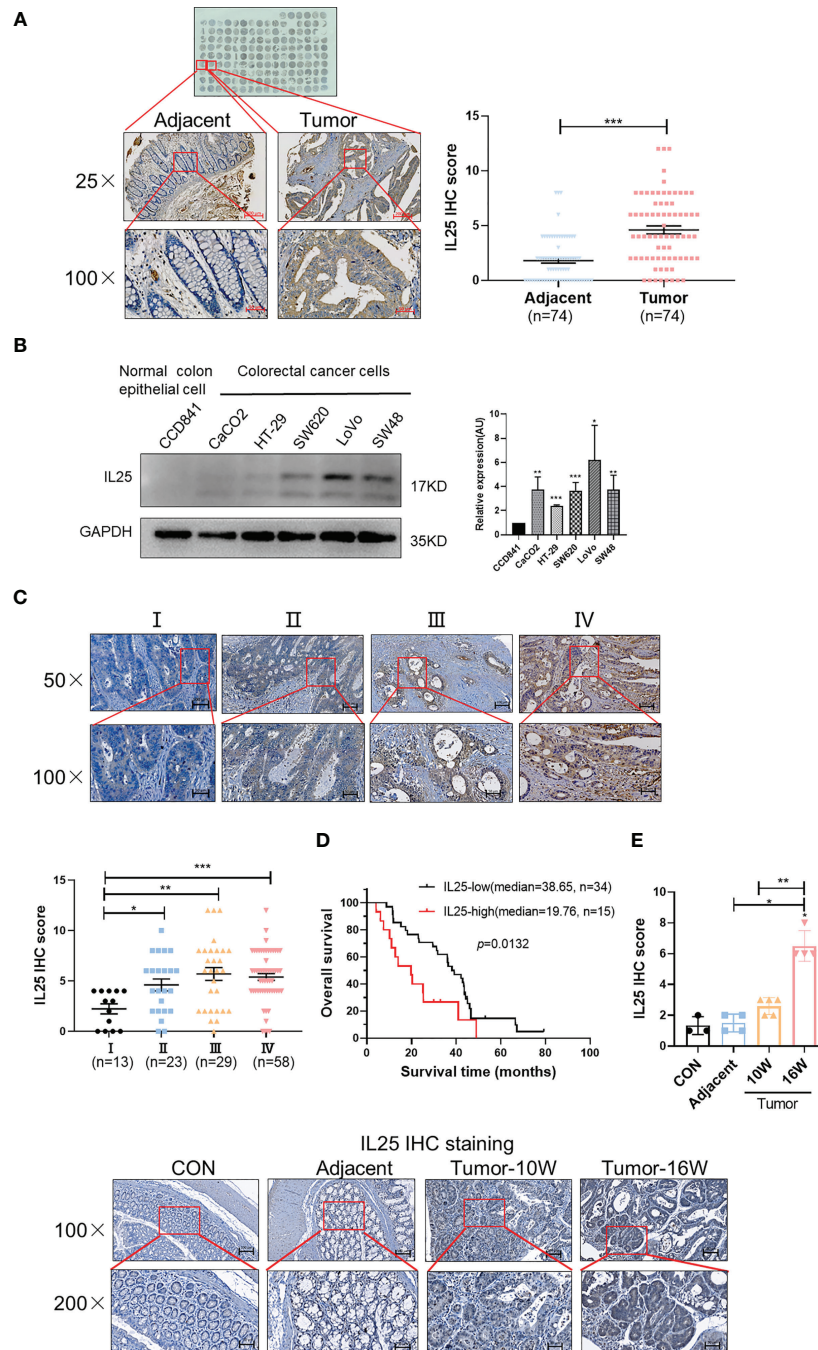 A
Adjacent
Tumor
25×
100×
15
10
5
0
IL25 IHC score
***
Adjacent
(n=74)
Tumor
(n=74)
B
Normal colon
epithelial cell
Colorectal cancer cells
CCD841
CaCO2
HT-29
SW620
LoVo
SW48
IL25
17KD
GAPDH
35KD
Relative expression(AU)
10
8
6
4
2
0
**
***
***
*
**
CCD841
CaCO2
HT-29
SW620
LoVo
SW48
C
I
II
III
IV
50×
100×
IL25 IHC score
15
10
5
0
***
**
*
I
II
III
IV
(n=13)
(n=23)
(n=29)
(n=58)
D
Overall survival
100
80
60
40
20
0
IL25-low(median=38.65, n=34)
IL25-high(median=19.76, n=15)
p=0.0132
0 20 40 60 80 100
Survival time (months)
E
IL25 IHC score
10
8
6
4
2
0
**
*
*
CON
Adjacent
10W
16W
Tumor
IL25 IHC staining
CON
Adjacent
Tumor-10W
Tumor-16W
100×
200×